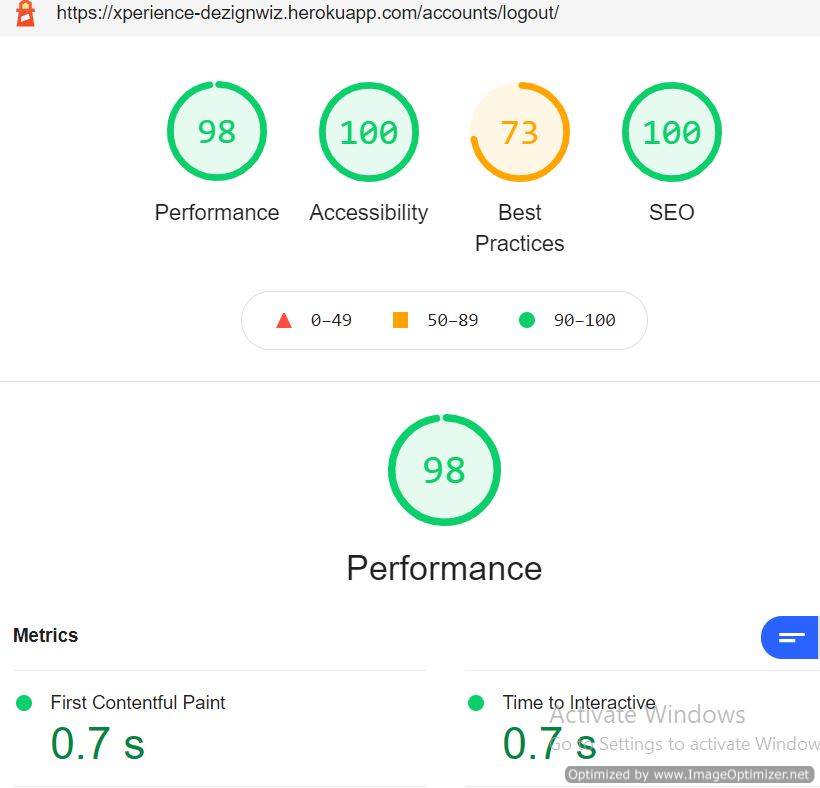 https://xperience-dezignwiz.herokuapp.com/accounts/logout/
98 100 73 100
Performance Accessibility Best Practices SEO
0–49 50–89 90–100
98
Performance
Metrics
First Contentful Paint Time to Interactive
0.7 s 0.7 s
Activate Windows
Go to Settings to activate Window
Optimized by www.ImageOptimizer.net